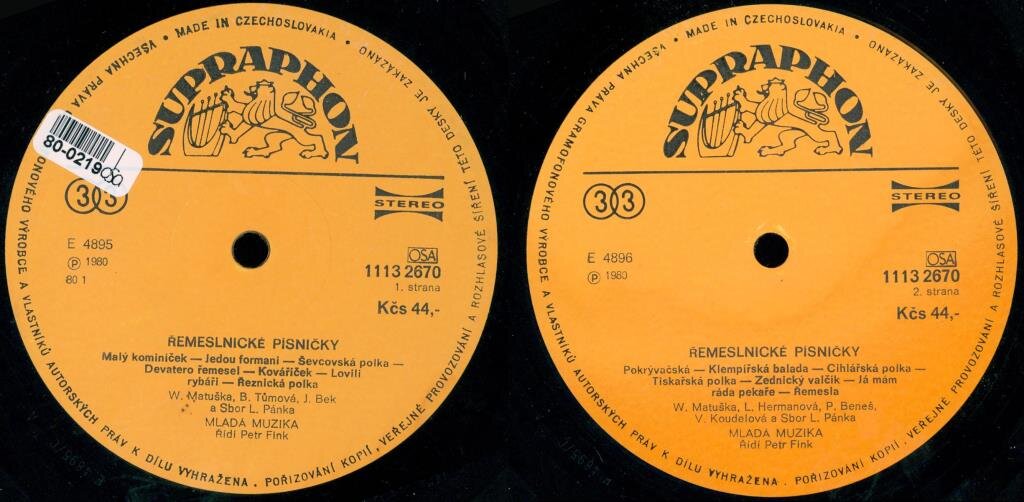 VŠECHNA PRÁVA
ONOVÉHO VÝROBCE A VLASTNÍKŮ AUTORSKÝCH PRÁV K DÍLU VYHRAŽENA. POŘIZOVÁNÍ KOPIÍ, VEŘEJNÉ PROVOZOVÁNÍ A ROZHLASOVÉ ŠÍŘENÍ TÉTO DESKY JE ZAKÁZÁNO
• MADE IN CZECHOSLOVAKIA •
SUPRAPHON
80-0219
33
STEREO
E 4895
Ⓟ 1980
80 1
OSA
1113 2670
1. strana
Kčs 44,-
ŘEMESLNICKÉ PÍSNIČKY
Malý kominíček — Jedou formani — Ševcovská polka —
Devatero řemesel — Kovářiček — Lovili
rybáři — Řeznická polka
W. Matuška, B. Tůmová, J. Bek
a Sbor L. Pánka
MLADÁ MUZIKA
Řídí Petr Fink
VŠECHNA PRÁVA GRAMOFONOVÉHO VÝROBCE A VLASTNÍKŮ AUTORSKÝCH PRÁV K DÍLU VYHRAŽENA. POŘIZOVÁNÍ KOPIÍ, VEŘEJNÉ PROVOZOVÁNÍ A ROZHLASOVÉ ŠÍŘENÍ TÉTO DESKY JE ZAKÁZÁNO
• MADE IN CZECHOSLOVAKIA •
SUPRAPHON
33
STEREO
E 4896
Ⓟ 1980
OSA
1113 2670
2. strana
Kčs 44,-
ŘEMESLNICKÉ PÍSNIČKY
Pokrývačská — Klempířská balada — Cihlářská polka —
Tiskařská polka — Zednický valčík — Já mám
ráda pekaře — Řemesla
W. Matuška, L. Hermanová, P. Beneš,
V. Koudelová a Sbor L. Pánka
MLADÁ MUZIKA
Řídí Petr Fink